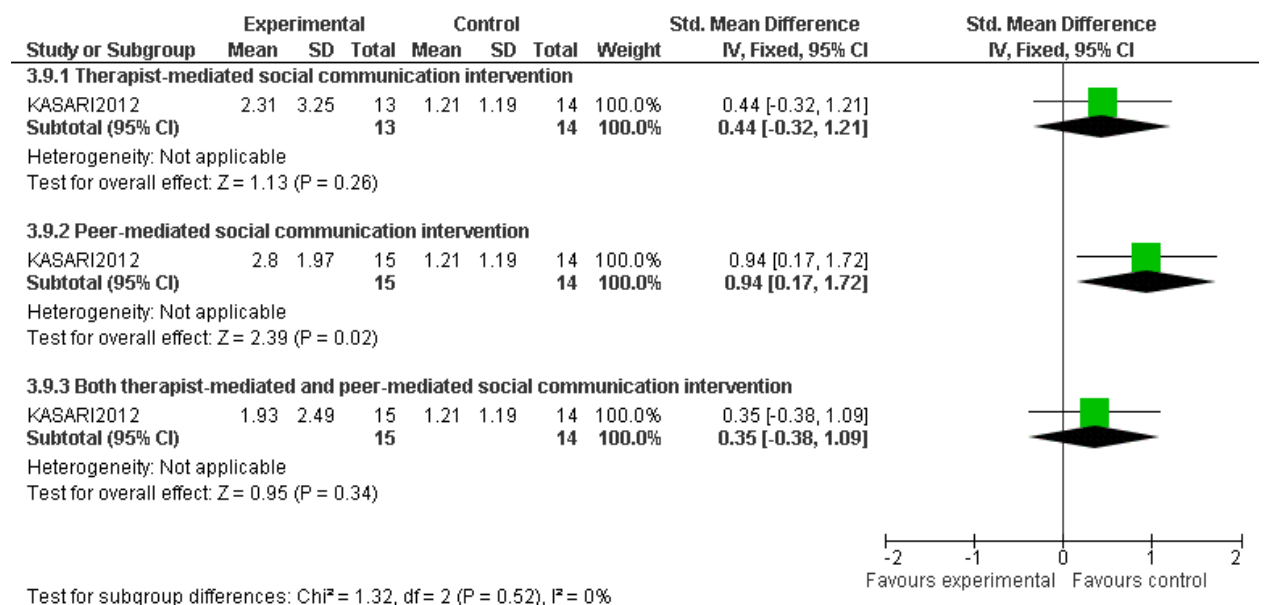 Experimental Control Std. Mean Difference Std. Mean Difference
Study or Subgroup Mean SD Total Mean SD Total Weight IV, Fixed, 95% CI IV, Fixed, 95% CI
3.9.1 Therapist-mediated social communication intervention
KASARI2012 2.31 3.25 13 1.21 1.19 14 100.0% 0.44 [-0.32, 1.21]
Subtotal (95% CI) 13 14 100.0% 0.44 [-0.32, 1.21]
Heterogeneity: Not applicable
Test for overall effect: Z = 1.13 (P = 0.26)
3.9.2 Peer-mediated social communication intervention
KASARI2012 2.8 1.97 15 1.21 1.19 14 100.0% 0.94 [0.17, 1.72]
Subtotal (95% CI) 15 14 100.0% 0.94 [0.17, 1.72]
Heterogeneity: Not applicable
Test for overall effect: Z = 2.39 (P = 0.02)
3.9.3 Both therapist-mediated and peer-mediated social communication intervention
KASARI2012 1.93 2.49 15 1.21 1.19 14 100.0% 0.35 [-0.38, 1.09]
Subtotal (95% CI) 15 14 100.0% 0.35 [-0.38, 1.09]
Heterogeneity: Not applicable
Test for overall effect: Z = 0.95 (P = 0.34)
-2 -1 0 1 2
Favours experimental Favours control
Test for subgroup differences: Chi² = 1.32, df = 2 (P = 0.52), I² = 0%